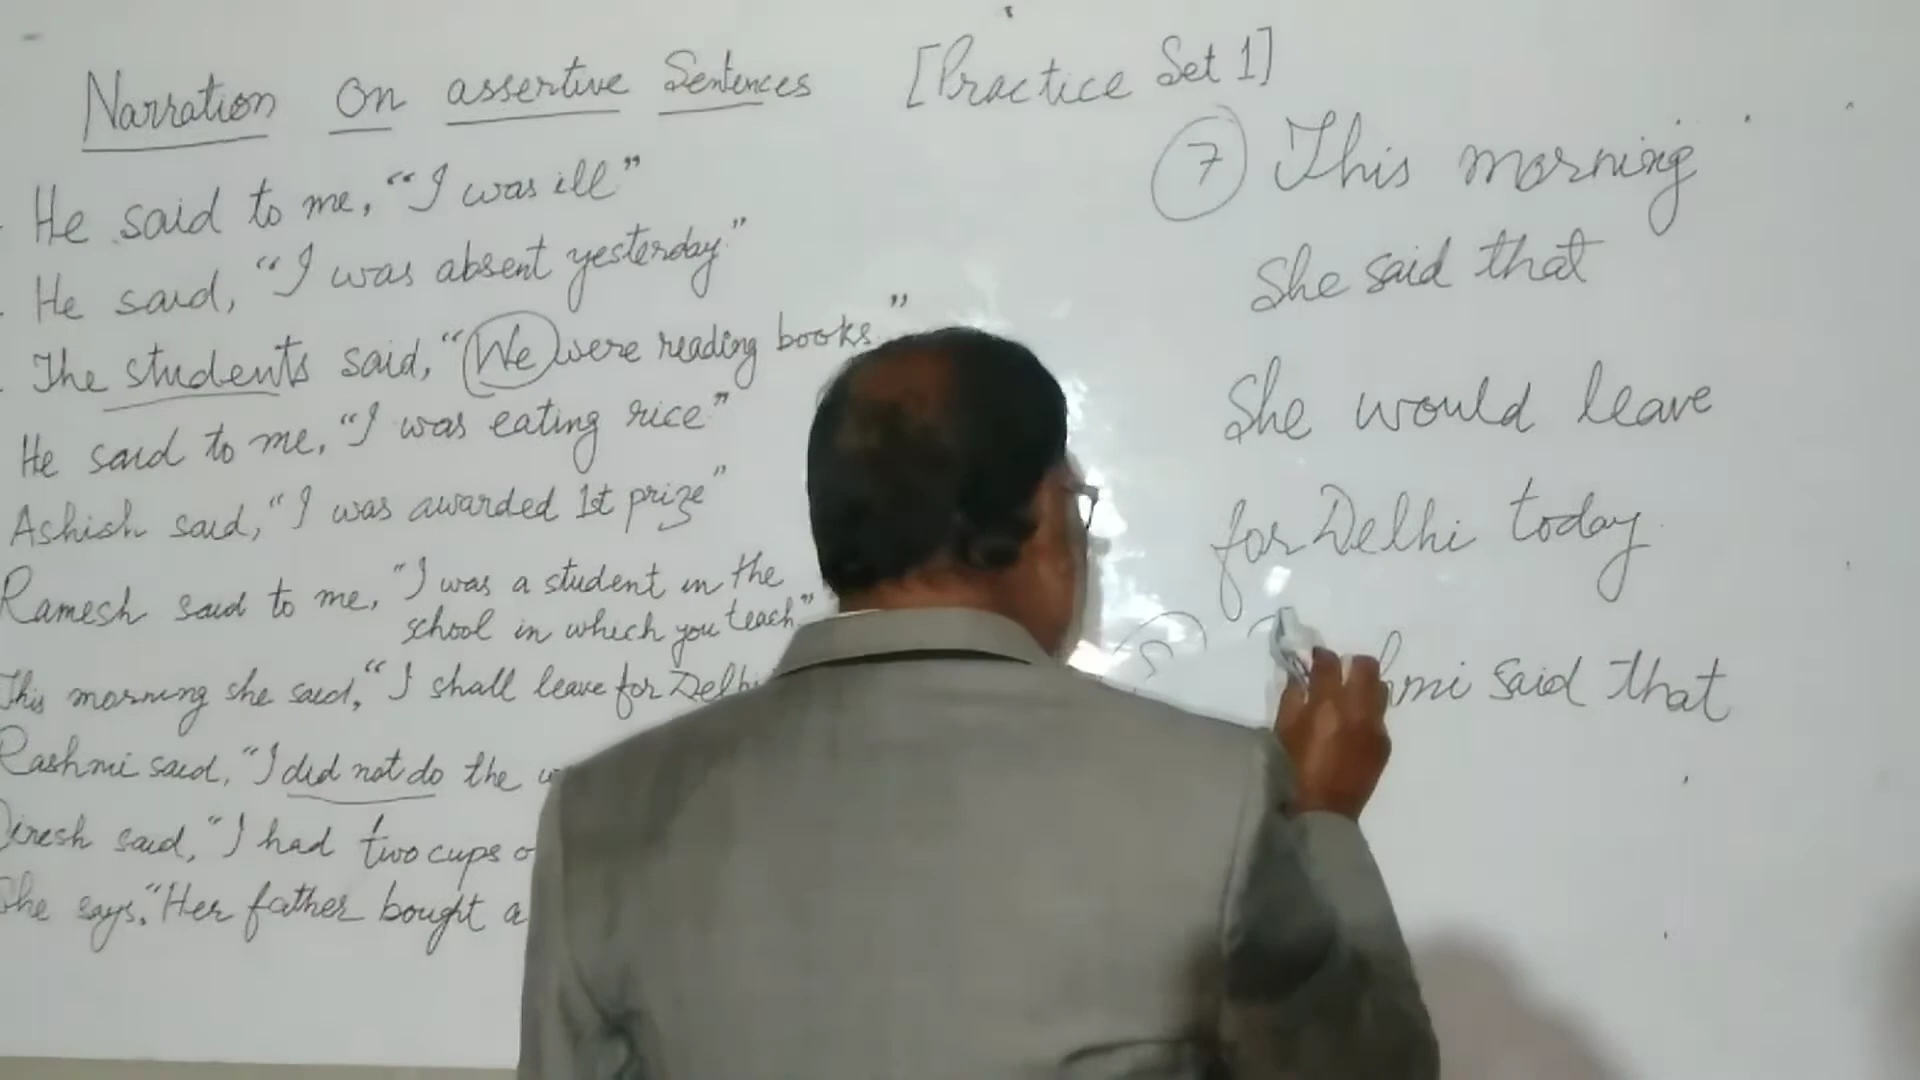 Narration On assertive Sentences [Practice Set 1]
He said to me, "I was ill"
He said, "I was absent yesterday"
The students said, "We were reading books."
He said to me, "I was eating rice"
Ashish said, "I was awarded 1st prize"
Ramesh said to me, "I was a student in the
school in which you teach"
This morning she said, "I shall leave for Delhi
Rashmi said, "I did not do the
said, "I had two cups
She says, "Her father bought a
7 This morning
She said that
She would leave
for Delhi today
said that